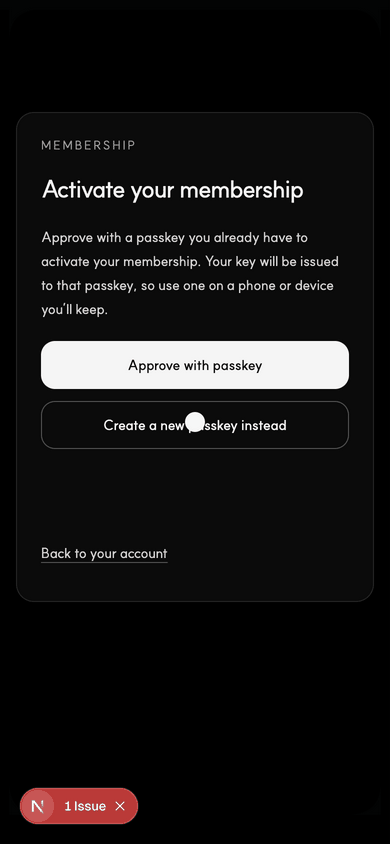 MEMBERSHIP
Activate your membership
Approve with a passkey you already have to
activate your membership. Your key will be issued
to that passkey, so use one on a phone or device
you'll keep.
Approve with passkey
Create a new passkey instead
Back to your account
N 1 Issue